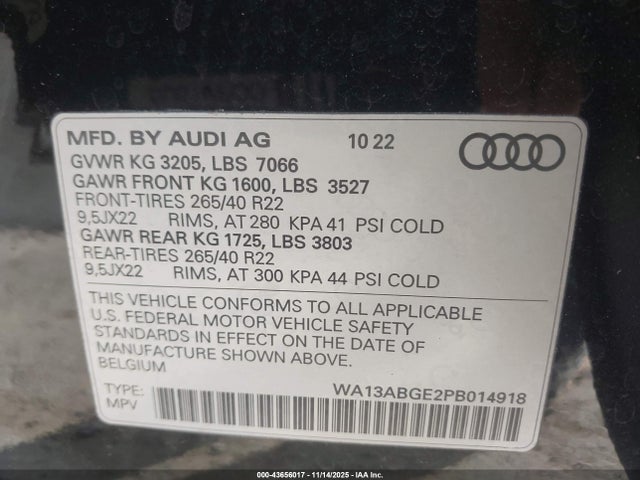 MFD. BY AUDI AG 10 22
GVWR KG 3205, LBS 7066
GAWR FRONT KG 1600, LBS 3527
FRONT-TIRES 265/40 R22
9,5JX22 RIMS, AT 280 KPA 41 PSI COLD
GAWR REAR KG 1725, LBS 3803
REAR-TIRES 265/40 R22
9,5JX22 RIMS, AT 300 KPA 44 PSI COLD
THIS VEHICLE CONFORMS TO ALL APPLICABLE
U.S. FEDERAL MOTOR VEHICLE SAFETY
STANDARDS IN EFFECT ON THE DATE OF
MANUFACTURE SHOWN ABOVE.
BELGIUM
TYPE: WA13ABGE2PB014918
MPV
000-43656017 - 11/14/2025 - IAA Inc.